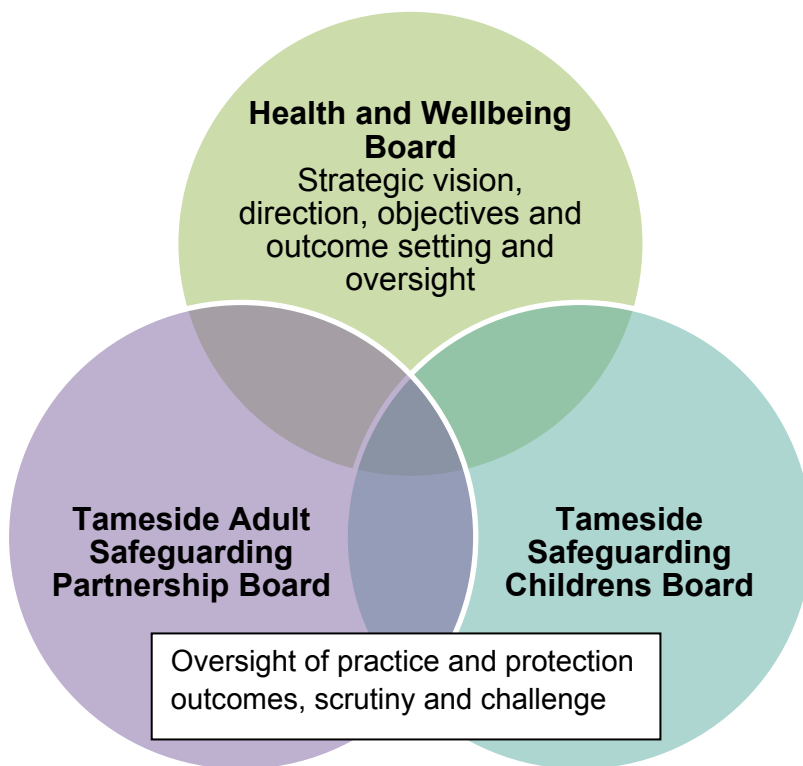 Health and Wellbeing
Board
Strategic vision,
direction, objectives and
outcome setting and
oversight
Tameside Adult
Safeguarding
Partnership Board
Tameside
Safeguarding
Childrens Board
Oversight of practice and protection
outcomes, scrutiny and challenge